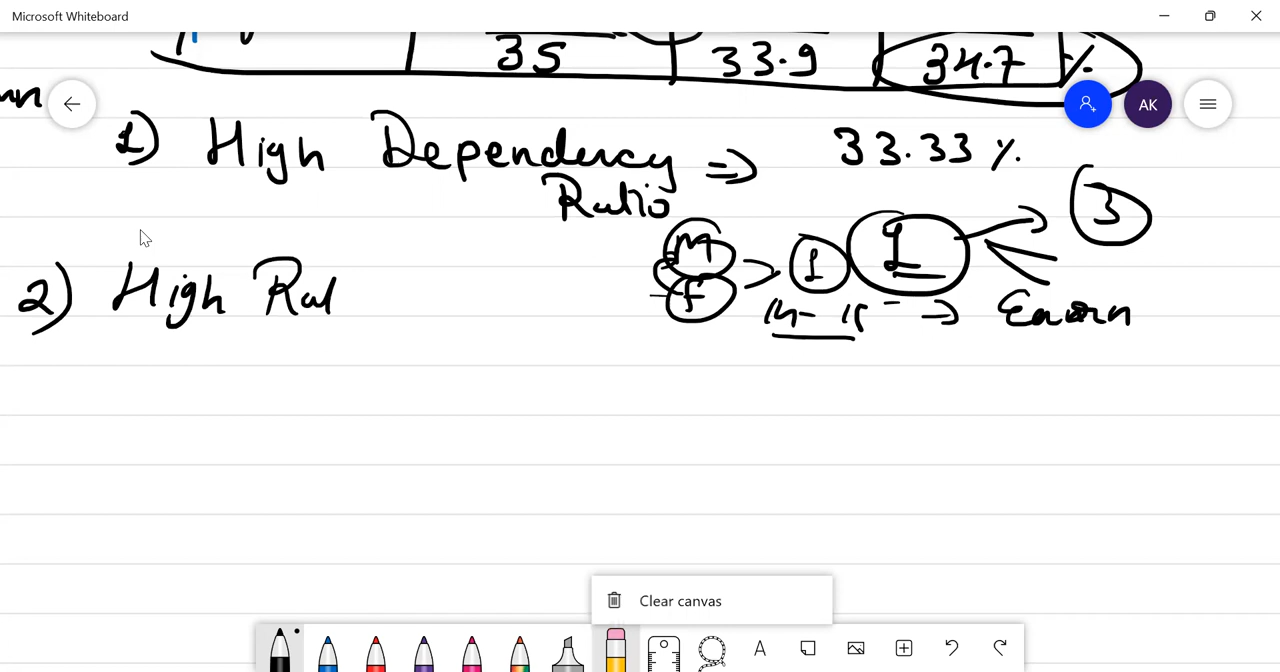 Microsoft Whiteboard
35 33.9 34.7 %
AK
1) High Dependency Ratio => 33.33 %.
3
M 1 1
F
14-15 => Earn
2) High Rat
Clear canvas
A